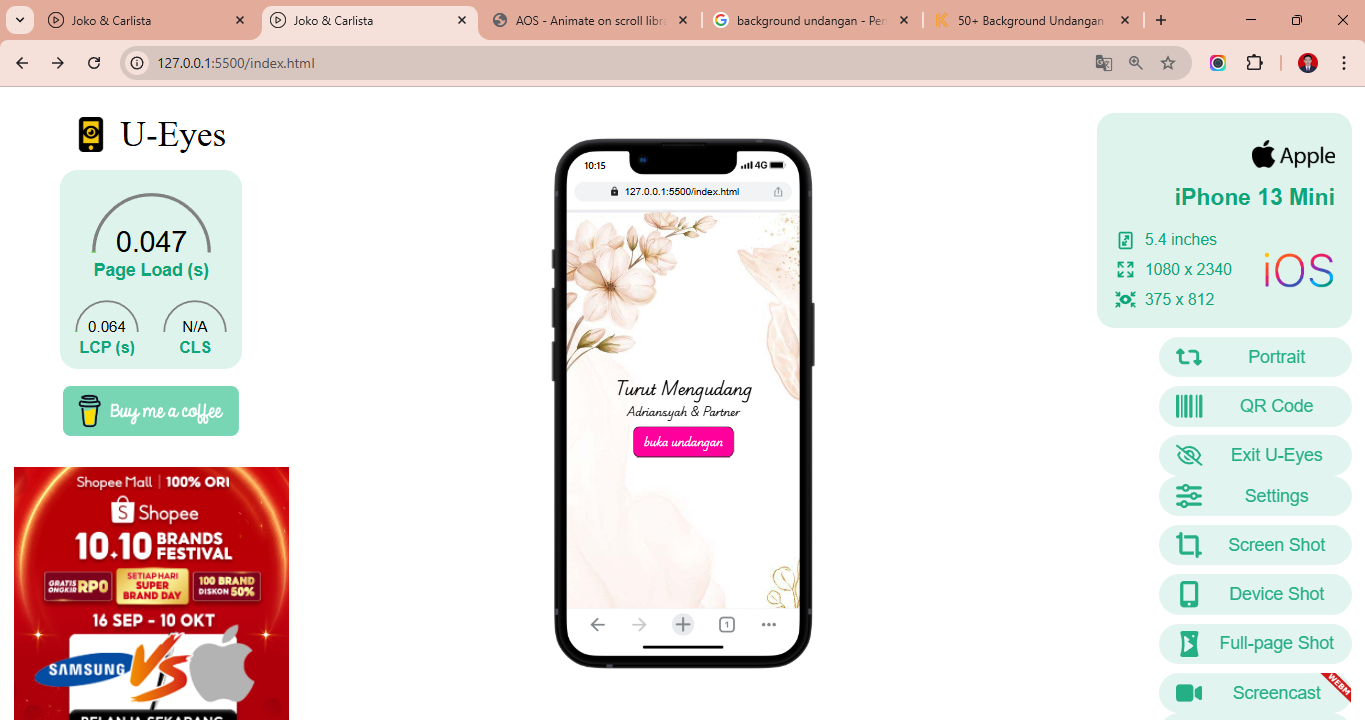 Joko & Carlista
Joko & Carlista
AOS - Animate on scroll libra
background undangan - Pen
50+ Background Undangan
127.0.0.1:5500/index.html
U-Eyes
0.047
Page Load (s)
0.064
LCP (s)
N/A
CLS
Buy me a coffee
Shopee Mall | 100% ORI
Shopee
10.10 BRANDS
FESTIVAL
GRATIS
ONGKIR RP0
SETIAP HARI
SUPER
BRAND DAY
100 BRAND
DISKON 50%
16 SEP - 10 OKT
SAMSUNG
VS
BELANJA SEKARANG
10:15
4G
127.0.0.1:5500/index.html
Turut Mengudang
Adriansyah & Partner
buka undangan
1
Apple
iPhone 13 Mini
5.4 inches
1080 x 2340
375 x 812
iOS
Portrait
QR Code
Exit U-Eyes
Settings
Screen Shot
Device Shot
Full-page Shot
Screencast
WEBM